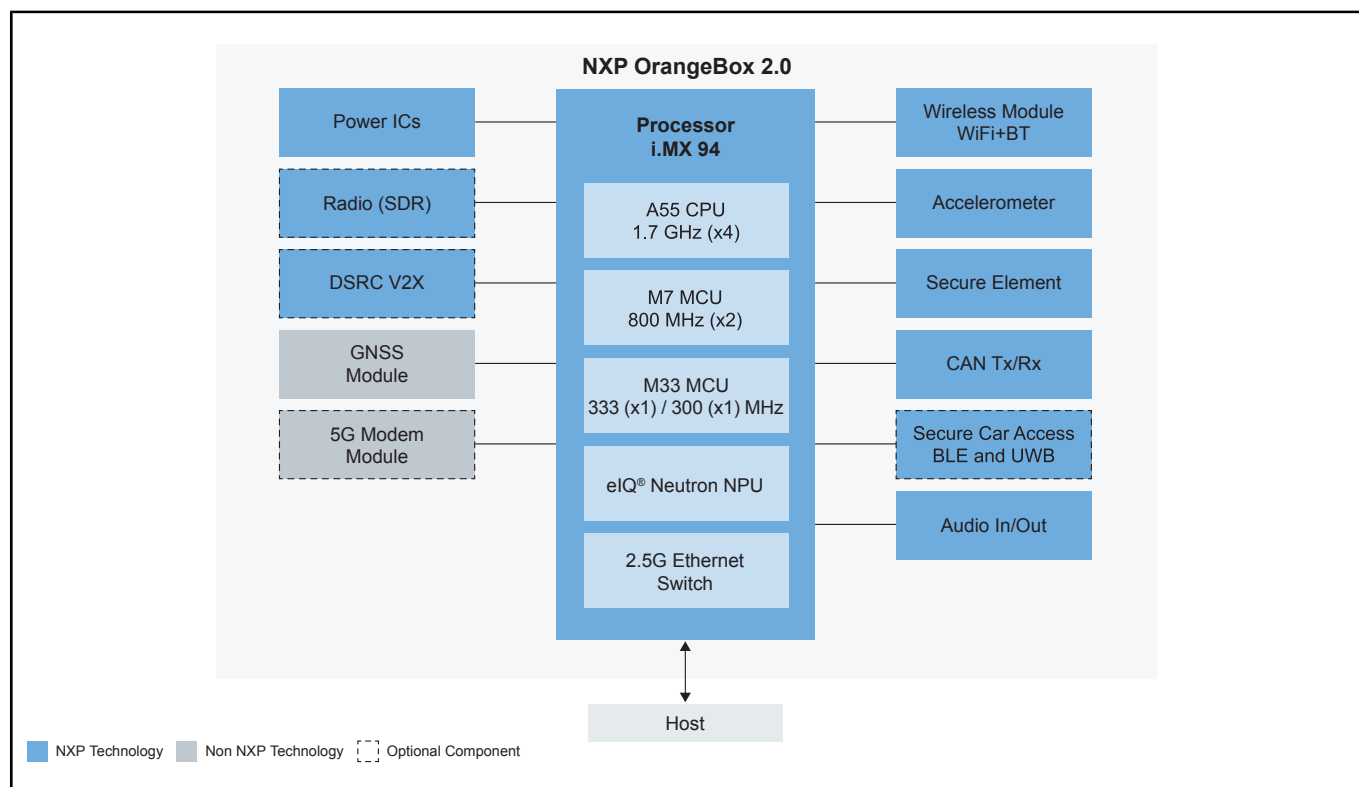 NXP OrangeBox 2.0
Power ICs
Radio (SDR)
DSRC V2X
GNSS
Module
5G Modem
Module
Processor
i.MX 94
A55 CPU
1.7 GHz (x4)
M7 MCU
800 MHz (x2)
M33 MCU
333 (x1) / 300 (x1) MHz
eIQ® Neutron NPU
2.5G Ethernet
Switch
Wireless Module
WiFi+BT
Accelerometer
Secure Element
CAN Tx/Rx
Secure Car Access
BLE and UWB
Audio In/Out
Host
NXP Technology
Non NXP Technology
Optional Component